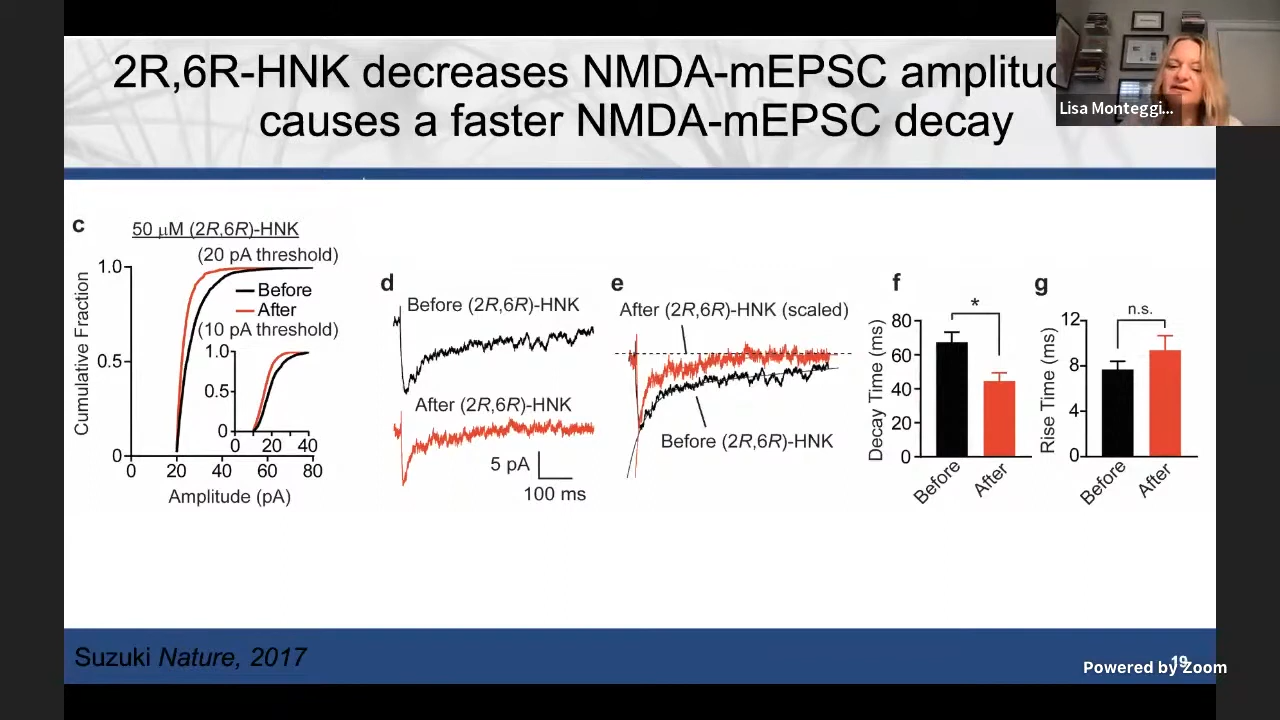 2R,6R-HNK decreases NMDA-mEPSC
causes a faster NMDA-mEPSC decay
Lisa Monteggi...
c
50 µM (2R,6R)-HNK
(20 pA threshold)
1.0
Before
After
(10 pA threshold)
1.0
0.5
0
0 20 40
Cumulative Fraction
0.5
0
0 20 40 60 80
Amplitude (pA)
d
Before (2R,6R)-HNK
After (2R,6R)-HNK
5 pA
100 ms
e
After (2R,6R)-HNK (scaled)
Before (2R,6R)-HNK
f
*
Decay Time (ms)
80
60
40
20
0
Before After
g
n.s.
Rise Time (ms)
12
8
4
0
Before After
Suzuki Nature, 2017
19
Powered by Zoom